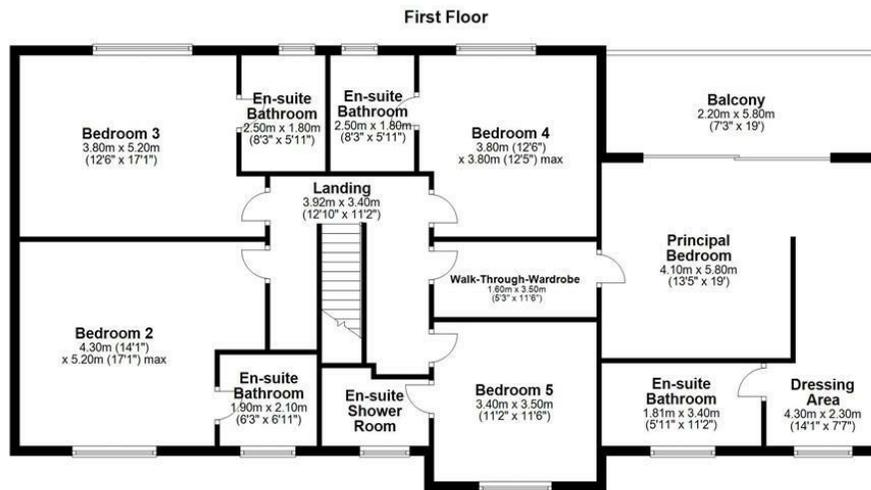 First Floor
Bedroom 3
3.80m x 5.20m
(12'6" x 17'1")
En-suite
Bathroom
2.50m x 1.80m
(8'3" x 5'11")
En-suite
Bathroom
2.50m x 1.80m
(8'3" x 5'11")
Bedroom 4
3.80m (12'6")
x 3.80m (12'5") max
Balcony
2.20m x 5.80m
(7'3" x 19')
Landing
3.92m x 3.40m
(12'10" x 11'2")
Principal
Bedroom
4.10m x 5.80m
(13'5" x 19')
Walk-Through-Wardrobe
1.60m x 3.50m
(5'3" x 11'6")
Bedroom 2
4.30m (14'1")
x 5.20m (17'1") max
En-suite
Bathroom
1.90m x 2.10m
(6'3" x 6'11")
En-suite
Shower
Room
Bedroom 5
3.40m x 3.50m
(11'2" x 11'6")
En-suite
Bathroom
1.81m x 3.40m
(5'11" x 11'2")
Dressing
Area
4.30m x 2.30m
(14'1" x 7'7")